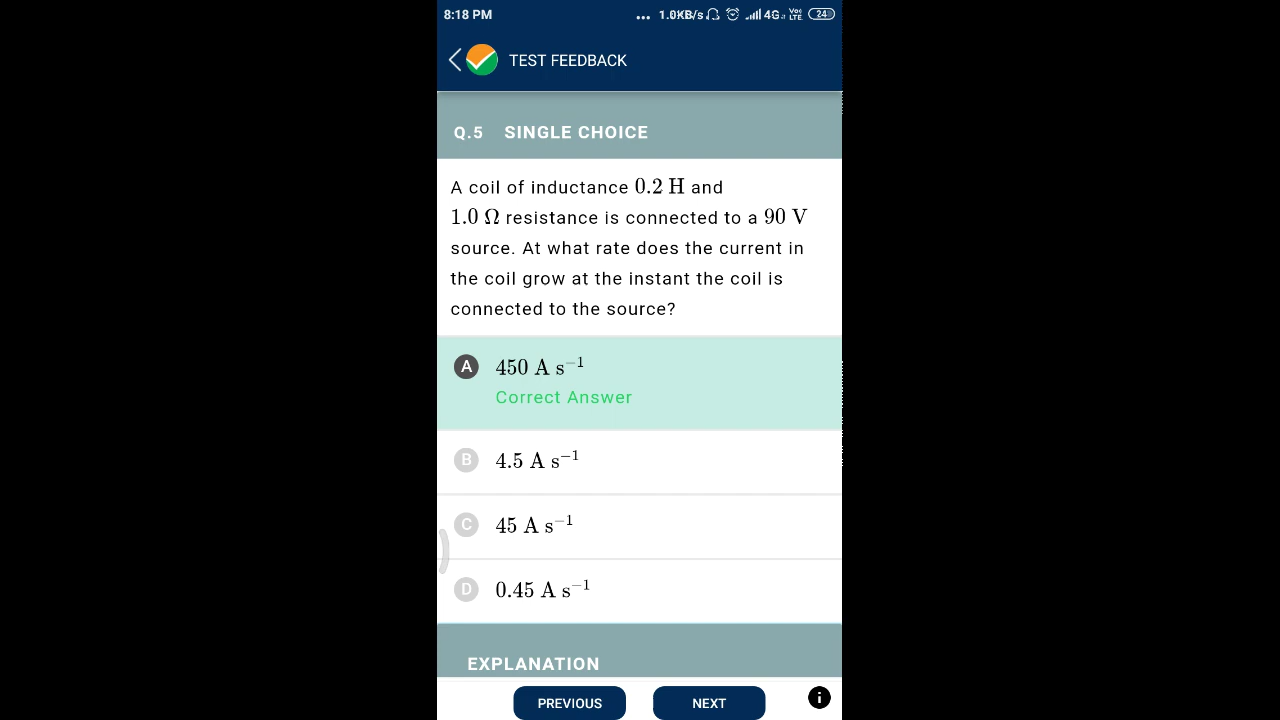 8:18 PM ... 1.0KB/s 4G Vo LTE 24
TEST FEEDBACK
Q.5 SINGLE CHOICE
A coil of inductance 0.2 H and
1.0 Ω resistance is connected to a 90 V
source. At what rate does the current in
the coil grow at the instant the coil is
connected to the source?
A 450 A s⁻¹
Correct Answer
B 4.5 A s⁻¹
C 45 A s⁻¹
D 0.45 A s⁻¹
EXPLANATION
PREVIOUS NEXT i